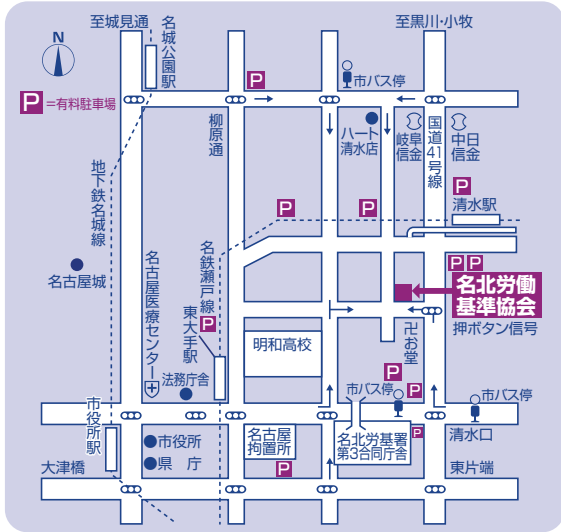 至城見通
至黒川・小牧
N
名城公園駅
P
市バス停
P=有料駐車場
柳原通
ハート
清水店
岐阜
信金
国道41号線
中日
信金
地下鉄名城線
P
P
P
清水駅
名古屋城
名古屋医療センター
名鉄瀬戸線
東大手駅
P
P P
名北労働
基準協会
押ボタン信号
明和高校
卍お堂
法務庁舎
P
市バス停
P
市バス停
市役所駅
市役所
県庁
名古屋
拘置所
名北労基署
第3合同庁舎
P
清水口
大津橋
P
東片端